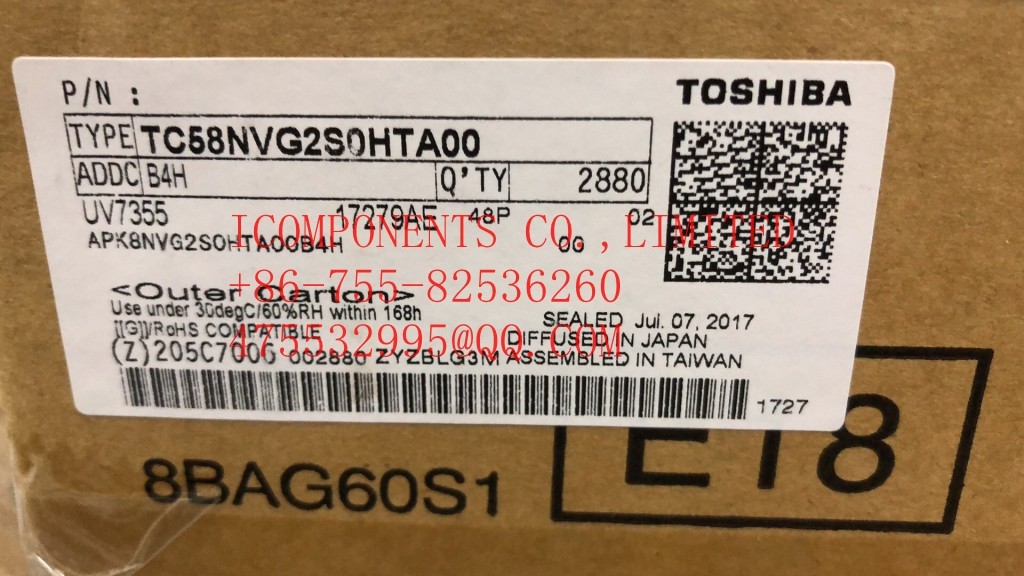 P/N :
TOSHIBA
TYPE TC58NVG2S0HTA00
ADDC B4H Q'TY 2880
UV7355 17279AE 48P 02
ICOMPONENTS CO.,LIMITED
APK8NVG2S0HTA00B4H 0G
+86-755-82536260
<Outer Carton>
Use under 30degC/60%RH within 168h
SEALED Jul. 07, 2017
[[G]]/RoHS COMPATIBLE DIFFUSED IN JAPAN
475532995@QQ.COM
(Z) 002880 ZYZBLG3M ASSEMBLED IN TAIWAN
1727
8BAG60S1
E18